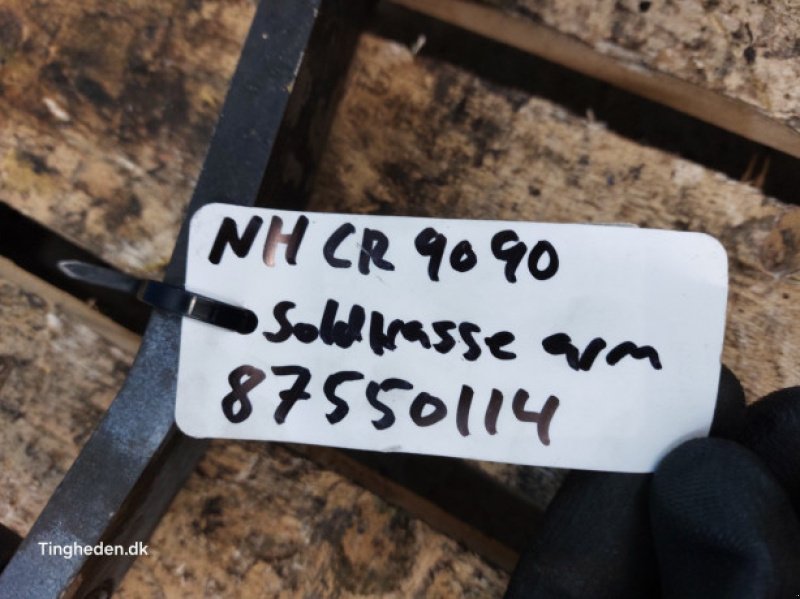 NH CR 9090
Soldkasse arm
87550114
Tingheden.dk